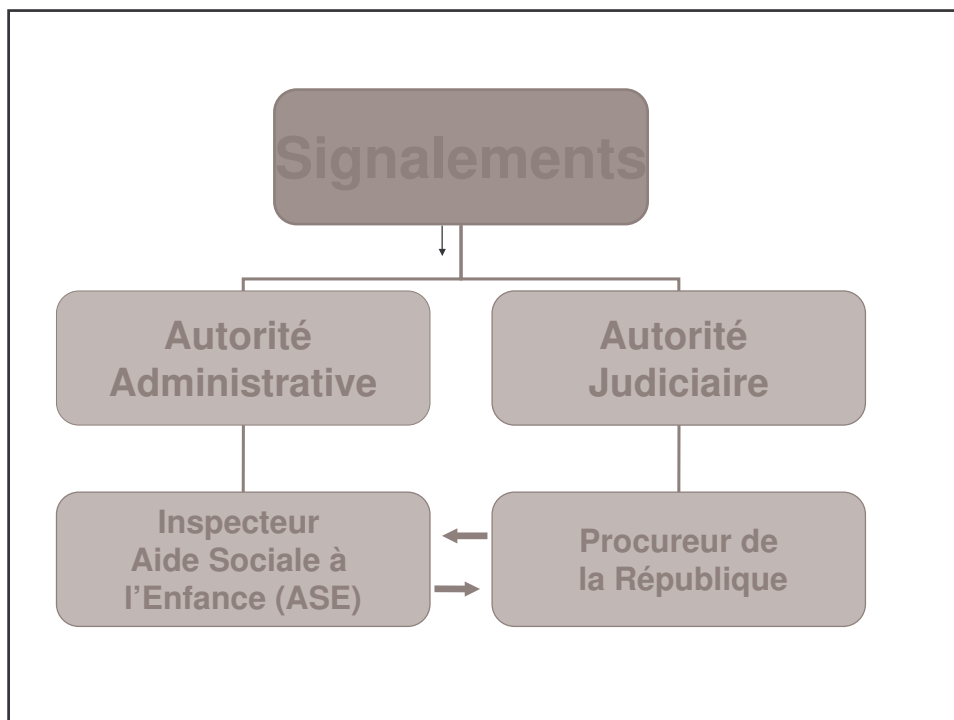 Signalements
Autorité
Administrative
Autorité
Judiciaire
Inspecteur
Aide Sociale à
l’Enfance (ASE)
Procureur de
la République